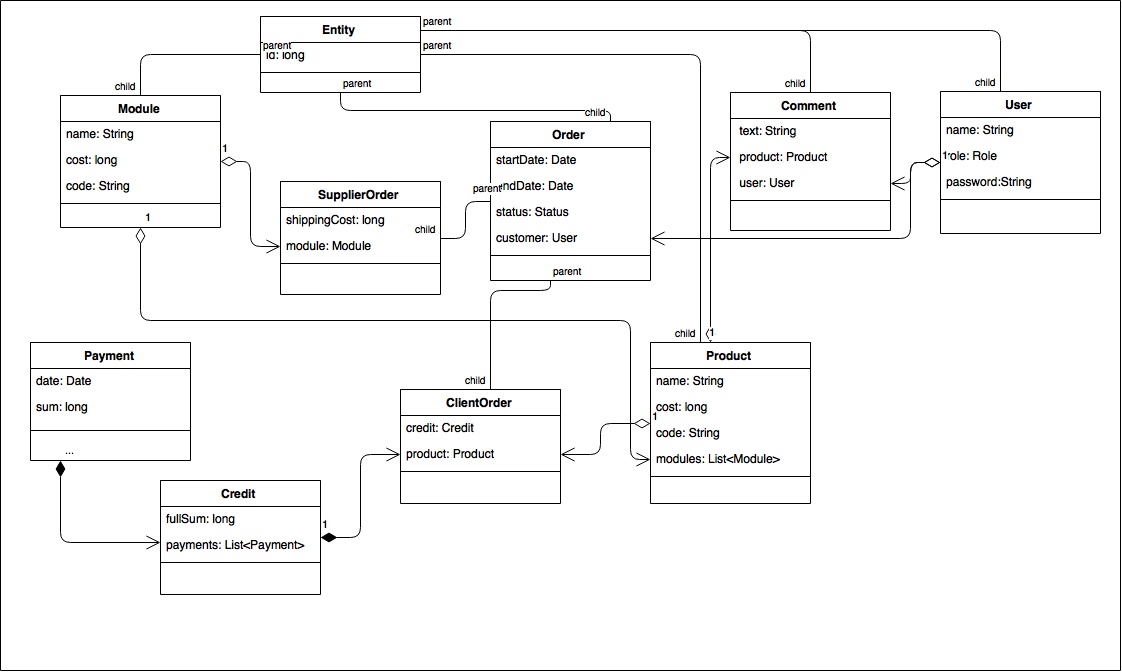 Entity
id: long
parent
parent
parent
parent
child
child
child
child
child
Module
name: String
cost: long
code: String
1
1
SupplierOrder
shippingCost: long
module: Module
child
parent
Order
startDate: Date
endDate: Date
status: Status
customer: User
parent
Comment
text: String
product: Product
user: User
User
name: String
role: Role
password:String
1
Payment
date: Date
sum: long
...
Credit
fullSum: long
payments: List<Payment>
1
child
ClientOrder
credit: Credit
product: Product
1
1
Product
name: String
cost: long
code: String
modules: List<Module>